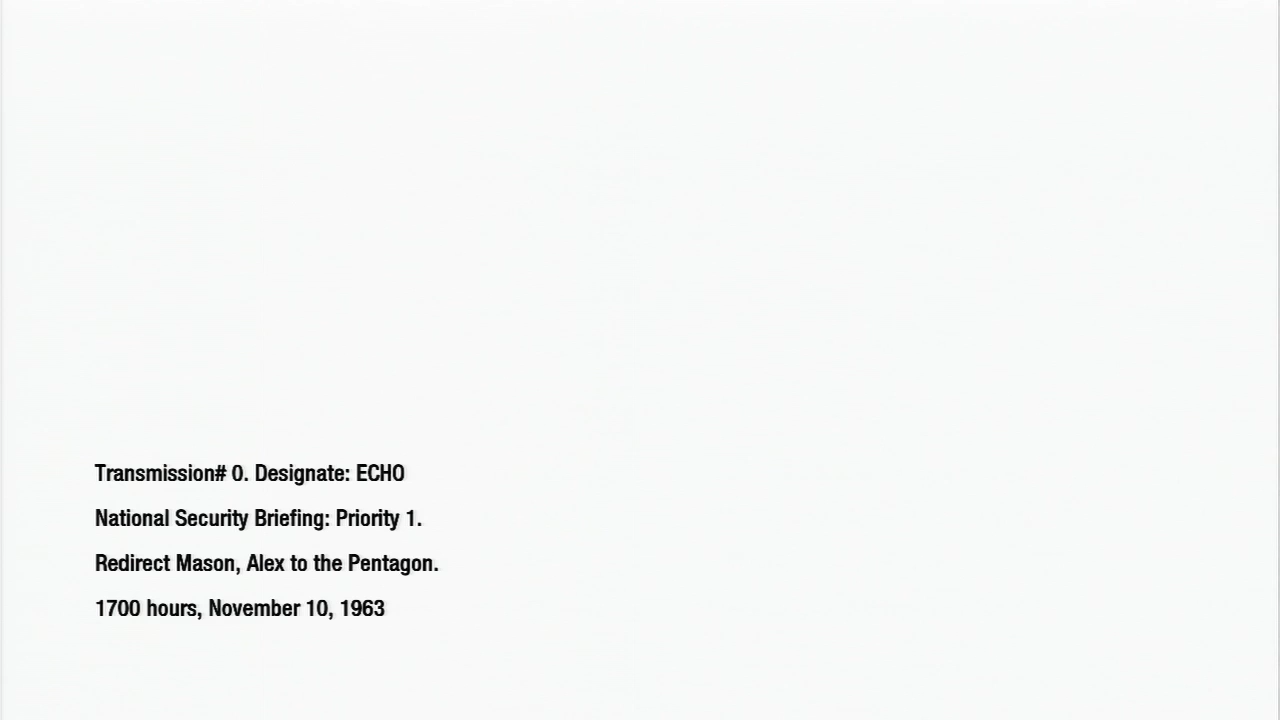 Transmission# 0. Designate: ECHO
National Security Briefing: Priority 1.
Redirect Mason, Alex to the Pentagon.
1700 hours, November 10, 1963